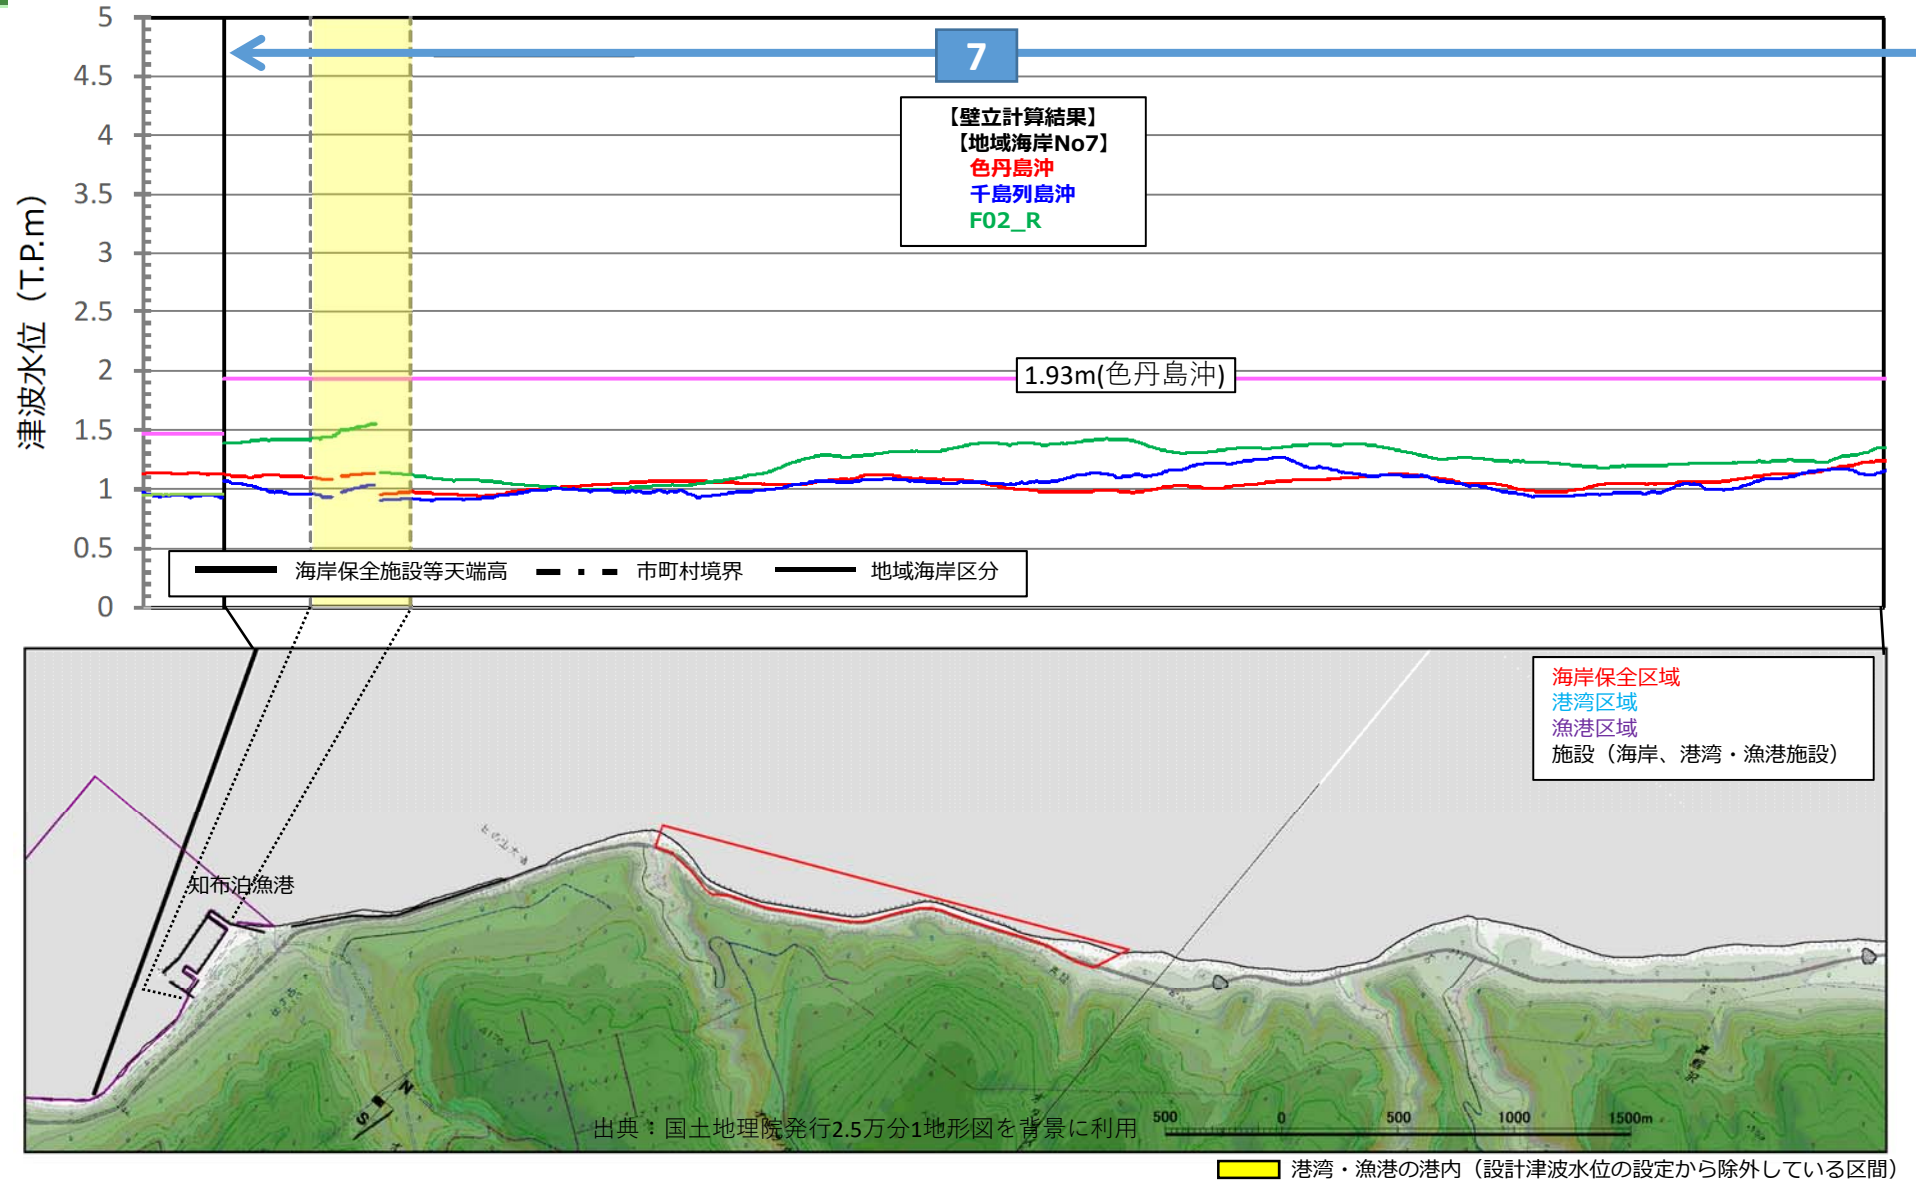 5
4.5
4
3.5
3
2.5
2
1.5
1
0.5
0
津波水位（T.P.m）
7
【壁立計算結果】
【地域海岸No7】
色丹島沖
千島列島沖
F02_R
1.93m(色丹島沖)
海岸保全施設等天端高 市町村境界 地域海岸区分
海岸保全区域
港湾区域
漁港区域
施設（海岸、港湾・漁港施設）
知布泊漁港
N
S
500 0 500 1000 1500m
出典：国土地理院発行2.5万分1地形図を背景に利用
港湾・漁港の港内（設計津波水位の設定から除外している区間）